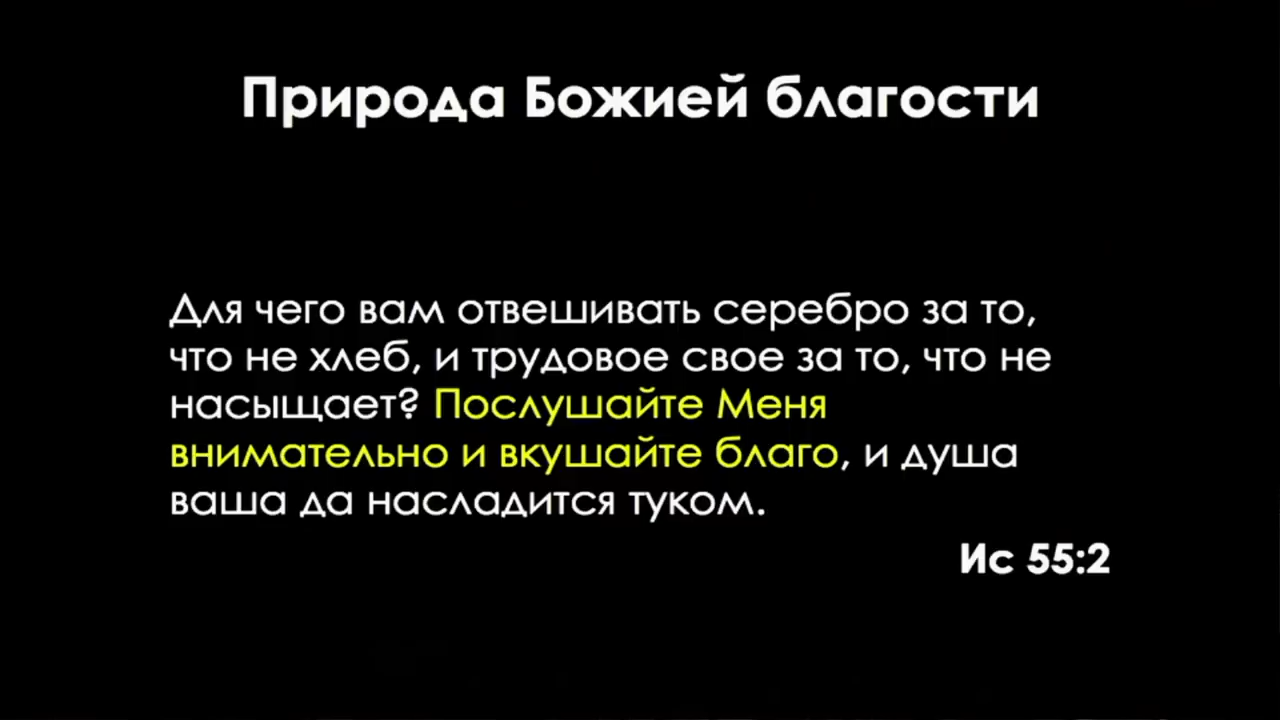 Природа Божией благости
Для чего вам отвешивать серебро за то,
что не хлеб, и трудовое свое за то, что не
насыщает? Послушайте Меня
внимательно и вкушайте благо, и душа
ваша да насладится туком.
Ис 55:2